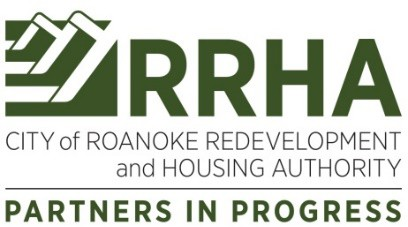 RRHA
CITY of ROANOKE REDEVELOPMENT
and HOUSING AUTHORITY
PARTNERS IN PROGRESS